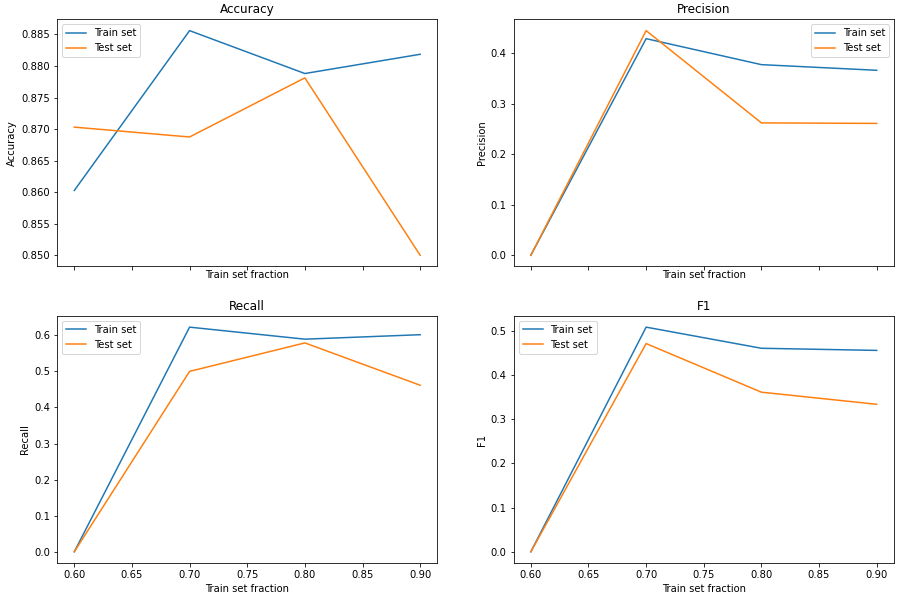 Accuracy
Train set
Test set
0.885
0.880
0.875
0.870
0.865
0.860
0.855
0.850
Accuracy
Train set fraction
Precision
Train set
Test set
0.4
0.3
0.2
0.1
0.0
Precision
Train set fraction
Recall
Train set
Test set
0.6
0.5
0.4
0.3
0.2
0.1
0.0
Recall
0.60 0.65 0.70 0.75 0.80 0.85 0.90
Train set fraction
F1
Train set
Test set
0.5
0.4
0.3
0.2
0.1
0.0
F1
0.60 0.65 0.70 0.75 0.80 0.85 0.90
Train set fraction